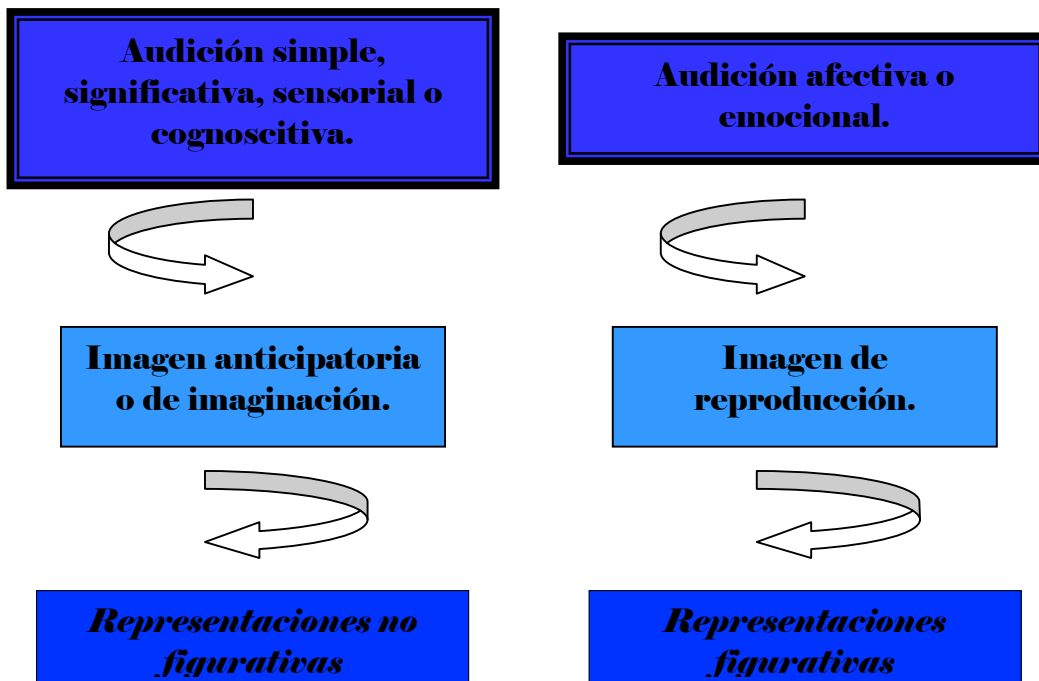 Audición simple,
significativa, sensorial o
cognoscitiva.
Audición afectiva o
emocional.
Imagen anticipatoria
o de imaginación.
Imagen de
reproducción.
Representaciones no
figurativas
Representaciones
figurativas